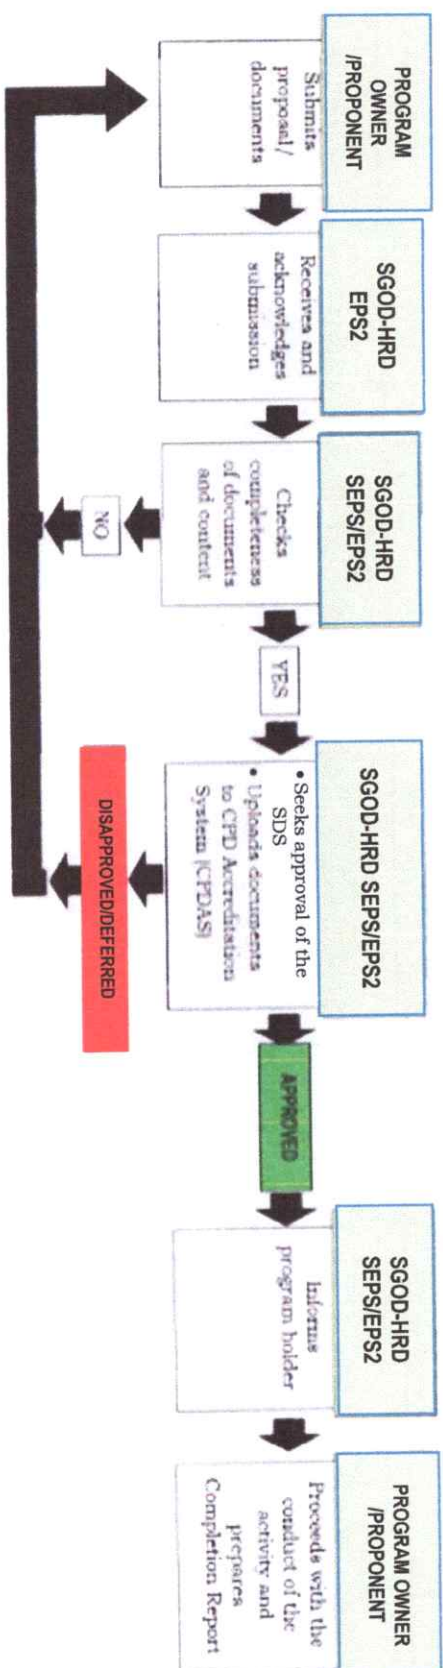 PROGRAM
OWNER
/PROPONENT
Submits
proposal/
documents
SGOD-HRD
EPS2
Receives and
acknowledges
submission
SGOD-HRD
SEPS/EPS2
Checks
completeness
of documents
and content
NO
YES
SGOD-HRD SEPS/EPS2
• Seeks approval of the
SDS
• Uploads documents
to CPD Accreditation
System (CPDAS)
DISAPPROVED/DEFERRED
APPROVED
SGOD-HRD
SEPS/EPS2
Informs
program holder
PROGRAM OWNER
/PROPONENT
Proceeds with the
conduct of the
activity and
prepares
Completion Report